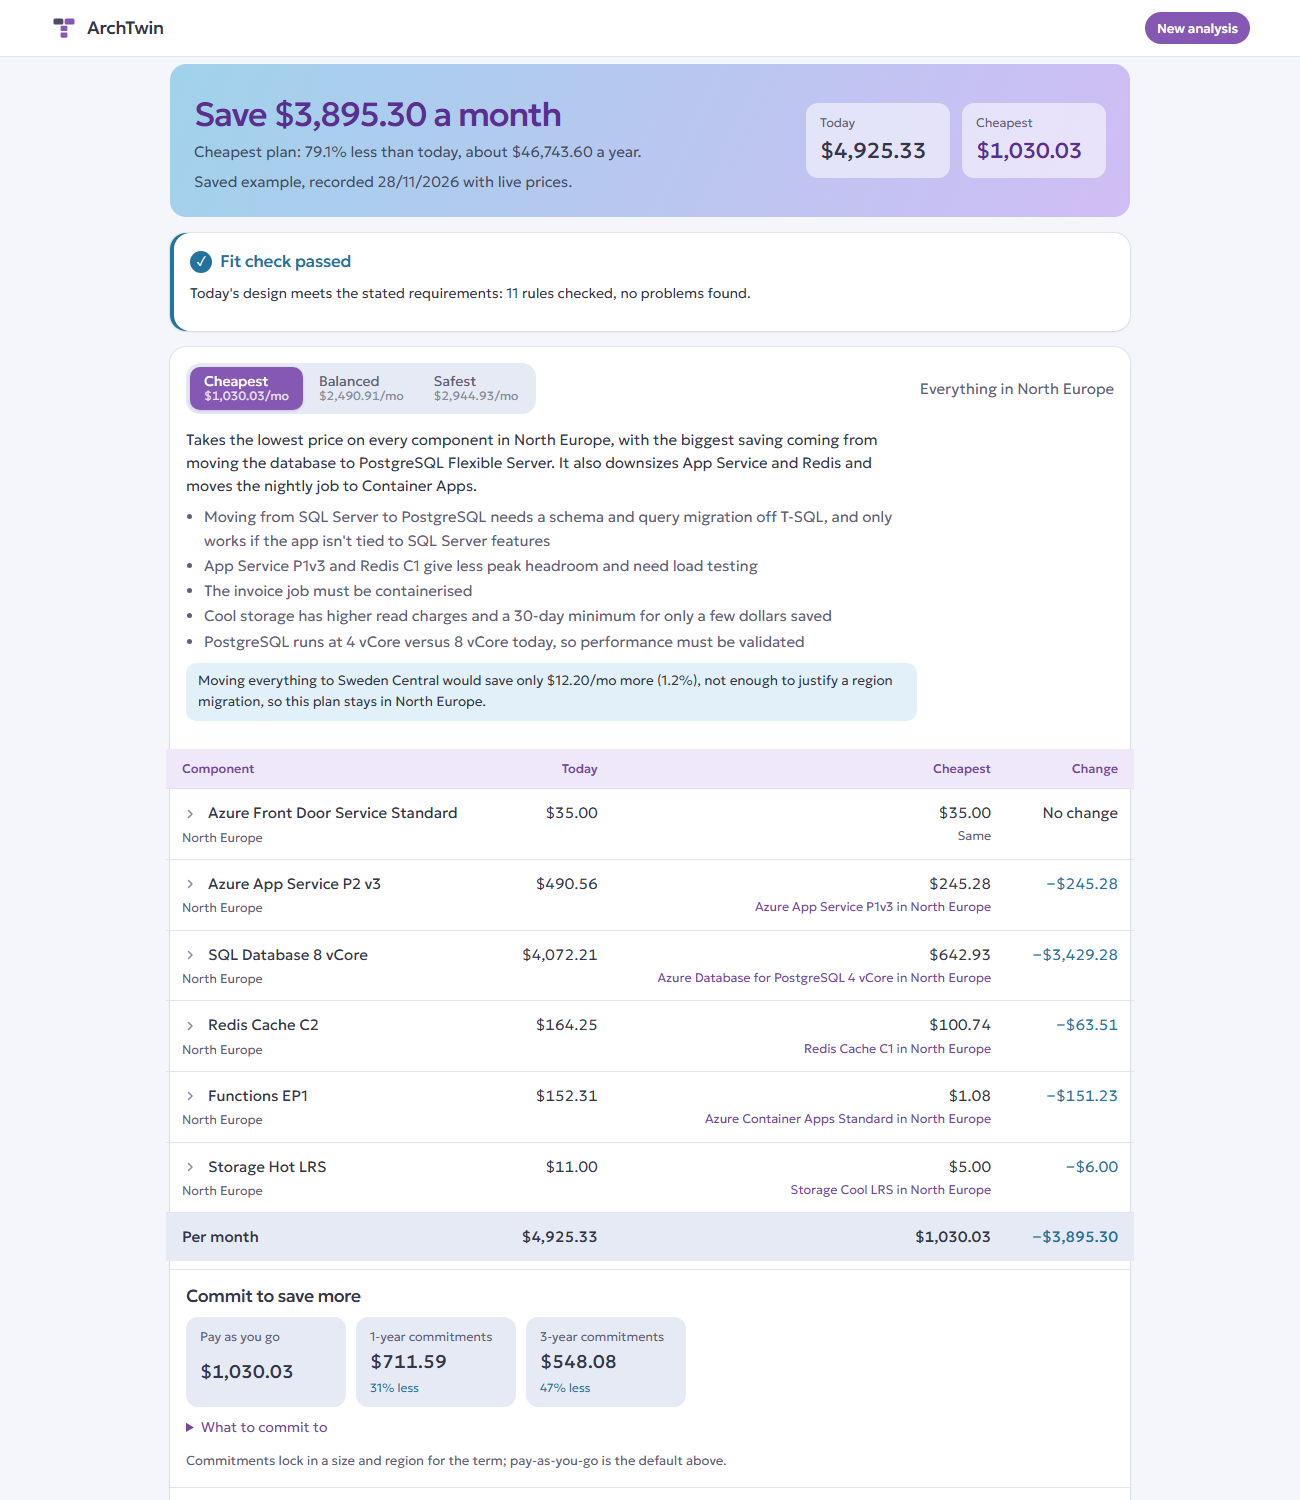 ArchTwin
New analysis
Save $3,895.30 a month
Cheapest plan: 79.1% less than today, about $46,743.60 a year.
Saved example, recorded 28/11/2026 with live prices.
Today
$4,925.33
Cheapest
$1,030.03
✓ Fit check passed
Today's design meets the stated requirements: 11 rules checked, no problems found.
Cheapest
$1,030.03/mo
Balanced
$2,490.91/mo
Safest
$2,944.93/mo
Everything in North Europe
Takes the lowest price on every component in North Europe, with the biggest saving coming from
moving the database to PostgreSQL Flexible Server. It also downsizes App Service and Redis and
moves the nightly job to Container Apps.
• Moving from SQL Server to PostgreSQL needs a schema and query migration off T-SQL, and only
works if the app isn't tied to SQL Server features
• App Service P1v3 and Redis C1 give less peak headroom and need load testing
• The invoice job must be containerised
• Cool storage has higher read charges and a 30-day minimum for only a few dollars saved
• PostgreSQL runs at 4 vCore versus 8 vCore today, so performance must be validated
Moving everything to Sweden Central would save only $12.20/mo more (1.2%), not enough to justify a region
migration, so this plan stays in North Europe.
Component Today Cheapest Change
Azure Front Door Service Standard $35.00 $35.00 No change
North Europe Same
Azure App Service P2 v3 $490.56 $245.28 −$245.28
North Europe Azure App Service P1v3 in North Europe
SQL Database 8 vCore $4,072.21 $642.93 −$3,429.28
North Europe Azure Database for PostgreSQL 4 vCore in North Europe
Redis Cache C2 $164.25 $100.74 −$63.51
North Europe Redis Cache C1 in North Europe
Functions EP1 $152.31 $1.08 −$151.23
North Europe Azure Container Apps Standard in North Europe
Storage Hot LRS $11.00 $5.00 −$6.00
North Europe Storage Cool LRS in North Europe
Per month $4,925.33 $1,030.03 −$3,895.30
Commit to save more
Pay as you go
$1,030.03
1-year commitments
$711.59
31% less
3-year commitments
$548.08
47% less
What to commit to
Commitments lock in a size and region for the term; pay-as-you-go is the default above.